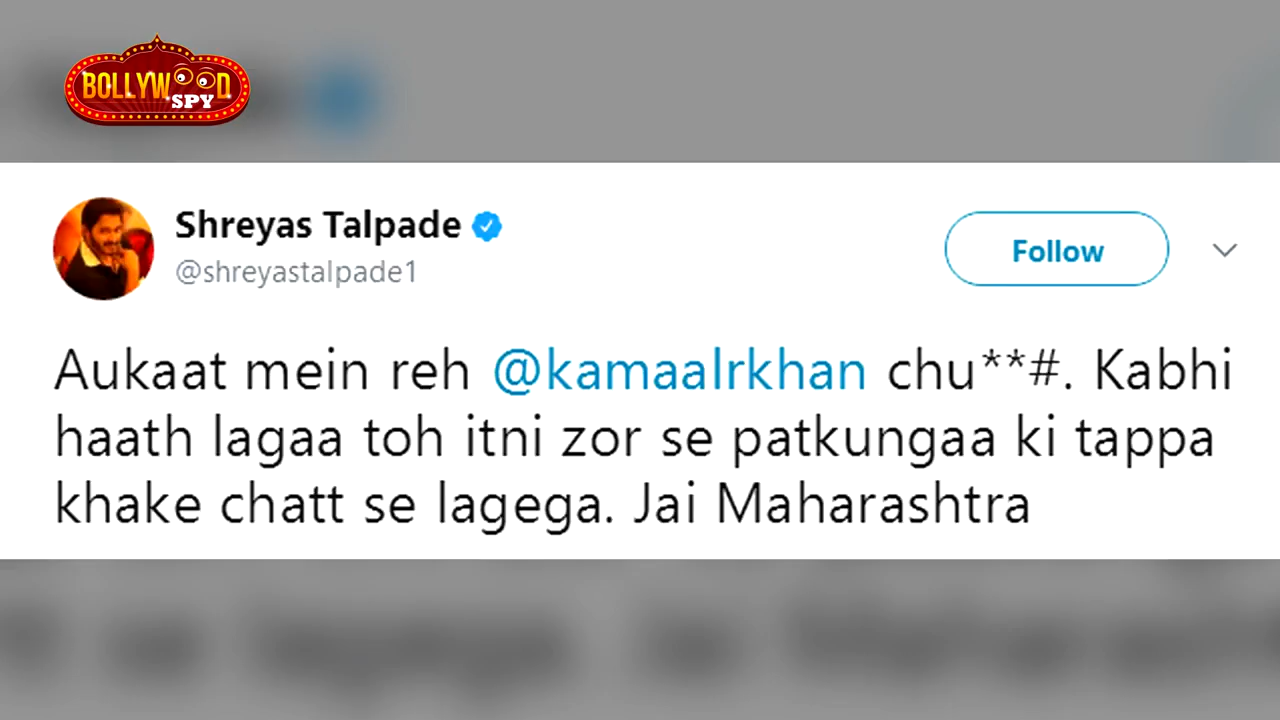 BOLLYWOOD
SPY
Shreyas Talpade
@shreyastalpade1
Follow
Aukaat mein reh @kamaalrkhan chu**#. Kabhi
haath lagaa toh itni zor se patkungaa ki tappa
khake chatt se lagega. Jai Maharashtra